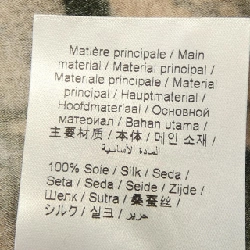 Matière principale / Main
material / Material principal /
Materiale principale / Material
principal / Hauptmaterial /
Hoofdmateriaal / Основной
материал / Bahan utama /
主要材质 / 本体 / 메인 소재 /
المادة الأساسية
100% Soie / Silk / Seda /
Seta / Seda / Seide / Zijde /
Шелк / Sutra / 桑蚕丝 /
シルク / 실크 / حرير